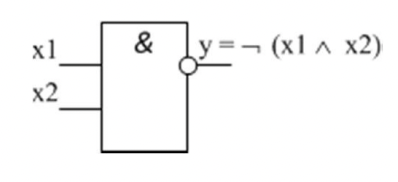 x1
&
y = ¬ (x1 ∧ x2)
x2